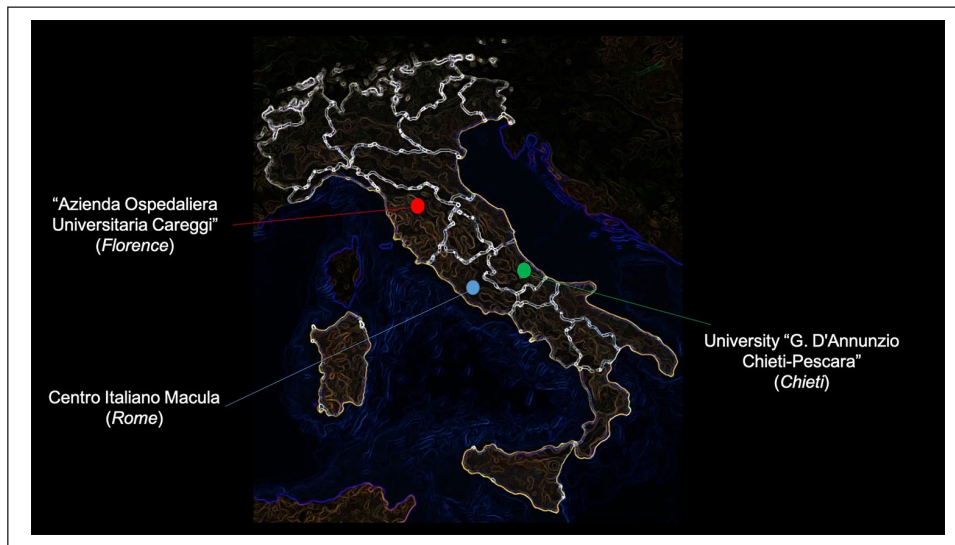 “Azienda Ospedaliera
Universitaria Careggi”
(Florence)
Centro Italiano Macula
(Rome)
University “G. D'Annunzio
Chieti-Pescara”
(Chieti)